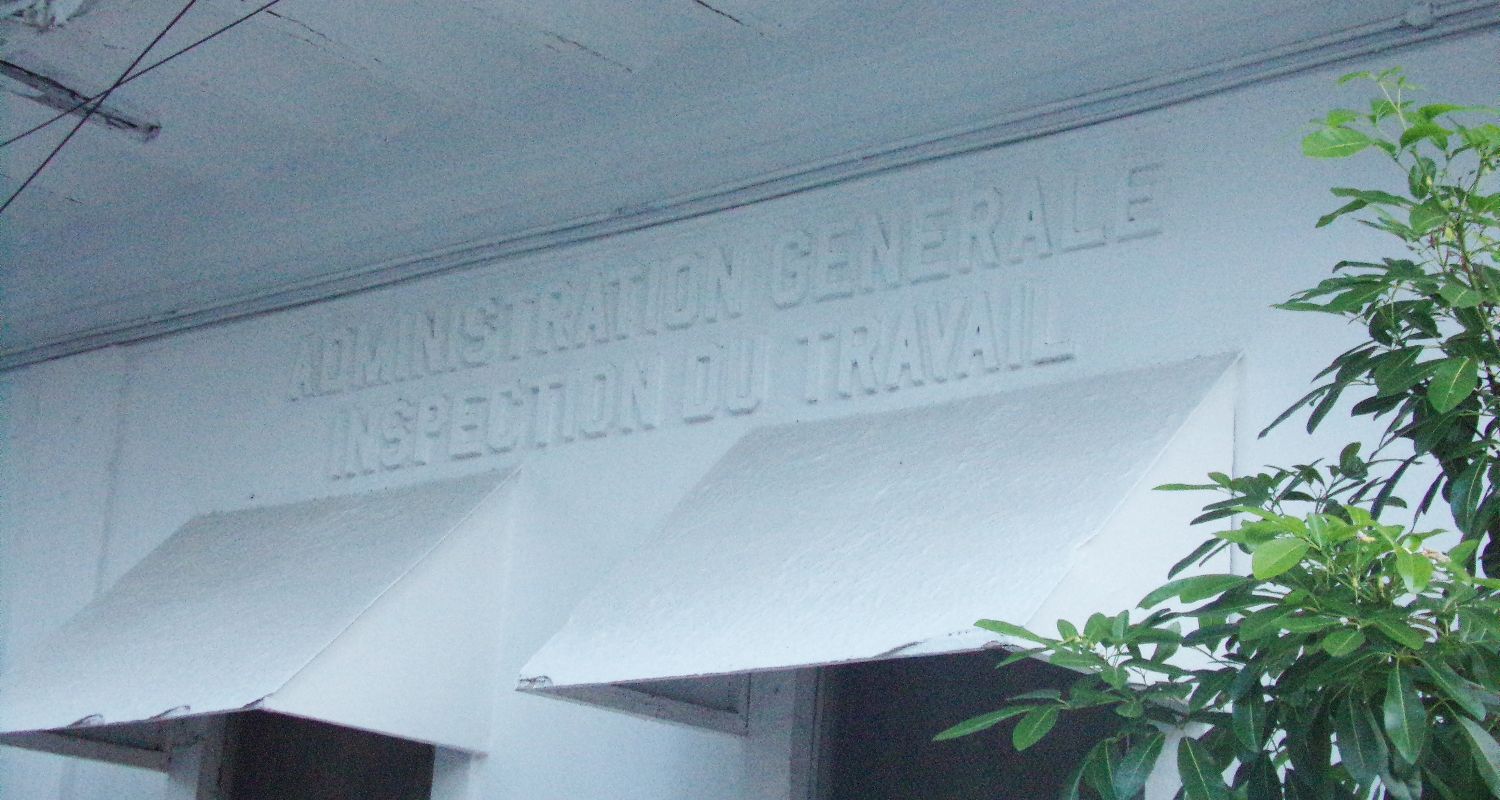 ADMINISTRATION GENERALE
INSPECTION DU TRAVAIL